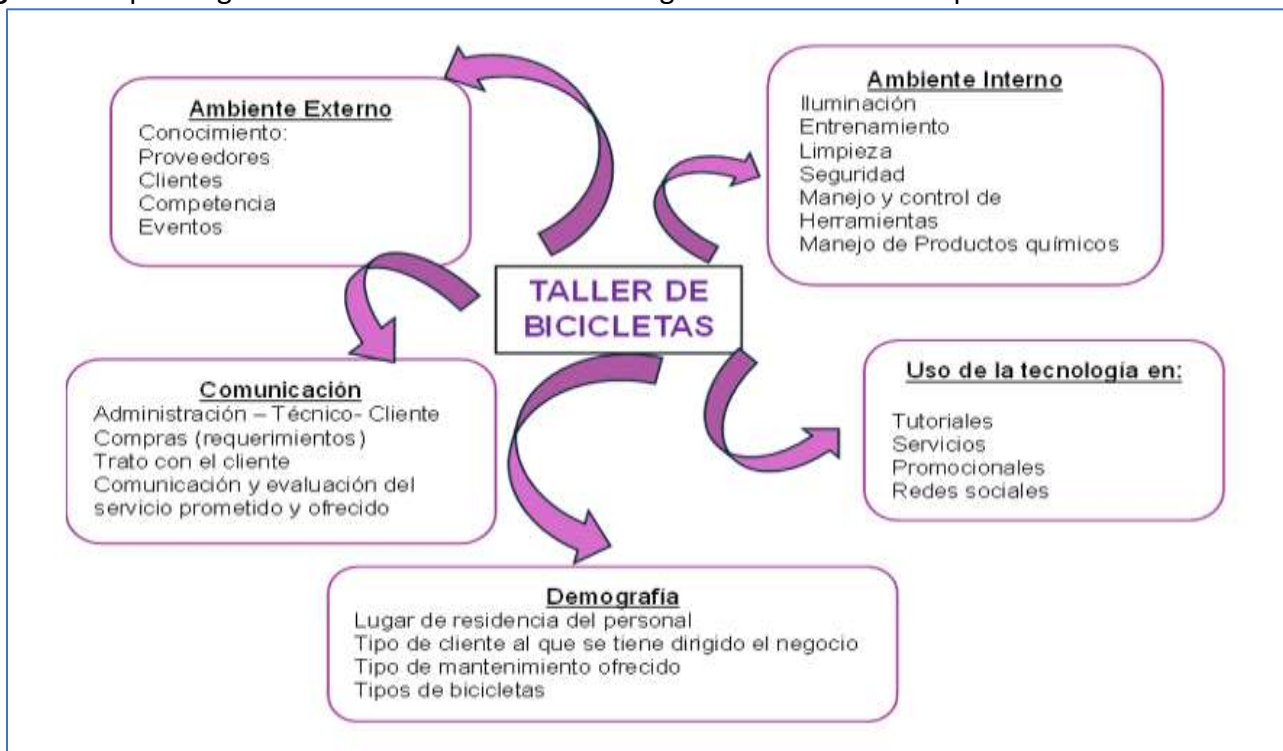 TALLER DE
BICICLETAS
Ambiente Externo
Conocimiento:
Proveedores
Clientes
Competencia
Eventos
Ambiente Interno
Iluminación
Entrenamiento
Limpieza
Seguridad
Manejo y control de
Herramientas
Manejo de Productos químicos
Comunicación
Administración – Técnico- Cliente
Compras (requerimientos)
Trato con el cliente
Comunicación y evaluación del
servicio prometido y ofrecido
Uso de la tecnología en:
Tutoriales
Servicios
Promocionales
Redes sociales
Demografía
Lugar de residencia del personal
Tipo de cliente al que se tiene dirigido el negocio
Tipo de mantenimiento ofrecido
Tipos de bicicletas